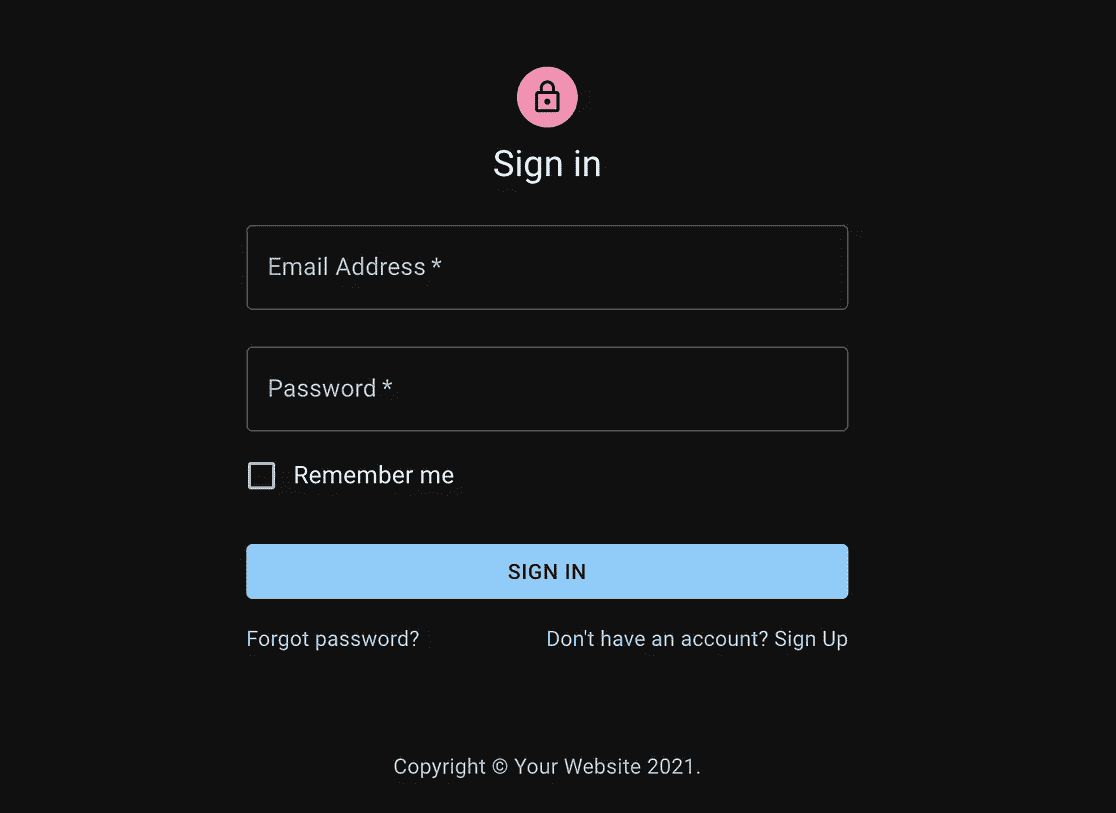 Sign in
Email Address *
Password *
Remember me
SIGN IN
Forgot password?
Don't have an account? Sign Up
Copyright © Your Website 2021.